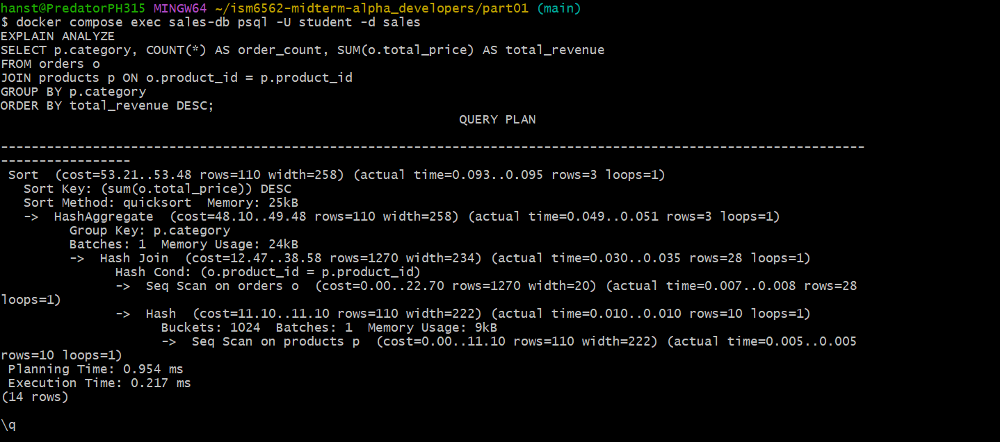 hanst@PredatorPH315 MINGW64 ~/ism6562-midterm-alpha_developers/part01 (main)
$ docker compose exec sales-db psql -U student -d sales
EXPLAIN ANALYZE
SELECT p.category, COUNT(*) AS order_count, SUM(o.total_price) AS total_revenue
FROM orders o
JOIN products p ON o.product_id = p.product_id
GROUP BY p.category
ORDER BY total_revenue DESC;
                                                            QUERY PLAN
-----------------------------------------------------------------------------------------------------------------
-----------------
 Sort  (cost=53.21..53.48 rows=110 width=258) (actual time=0.093..0.095 rows=3 loops=1)
   Sort Key: (sum(o.total_price)) DESC
   Sort Method: quicksort  Memory: 25kB
   ->  HashAggregate  (cost=48.10..49.48 rows=110 width=258) (actual time=0.049..0.051 rows=3 loops=1)
         Group Key: p.category
         Batches: 1  Memory Usage: 24kB
         ->  Hash Join  (cost=12.47..38.58 rows=1270 width=234) (actual time=0.030..0.035 rows=28 loops=1)
               Hash Cond: (o.product_id = p.product_id)
               ->  Seq Scan on orders o  (cost=0.00..22.70 rows=1270 width=20) (actual time=0.007..0.008 rows=28
loops=1)
               ->  Hash  (cost=11.10..11.10 rows=110 width=222) (actual time=0.010..0.010 rows=10 loops=1)
                     Buckets: 1024  Batches: 1  Memory Usage: 9kB
                     ->  Seq Scan on products p  (cost=0.00..11.10 rows=110 width=222) (actual time=0.005..0.005
rows=10 loops=1)
 Planning Time: 0.954 ms
 Execution Time: 0.217 ms
(14 rows)
\q